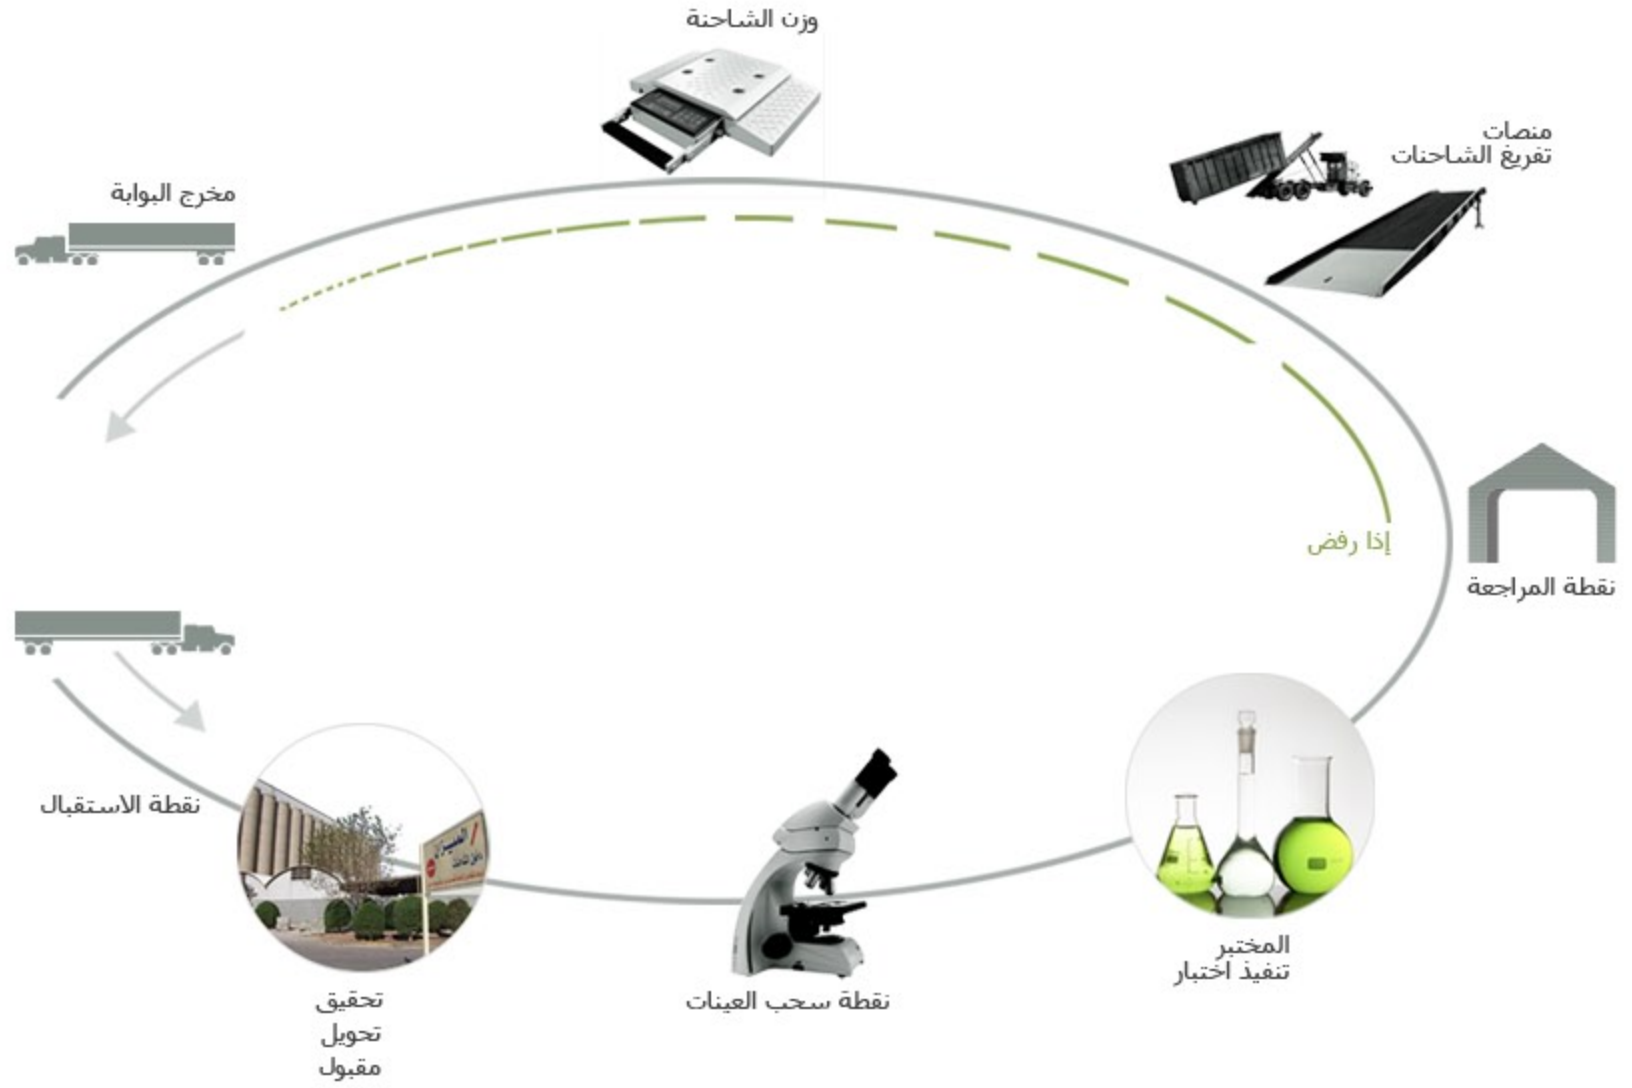 وزن الشاحنة
منصات
تفريغ الشاحنات
مخرج البوابة
إذا رفض
نقطة المراجعة
نقطة الاستقبال
المختبر
تنفيذ اختبار
نقطة سحب العينات
تحقيق
تحويل
مقبول